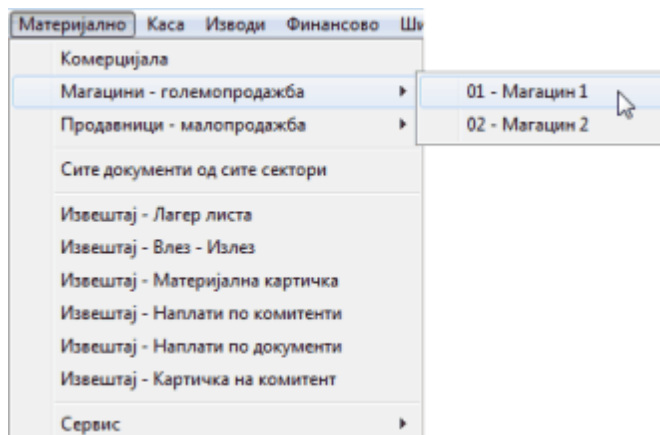 Материјално Каса Изводи Финансово
Комерцијала
Магацини - големопродажба
01 - Магацин 1
Продавници - малопродажба
02 - Магацин 2
Сите документи од сите сектори
Извештај - Лагер листа
Извештај - Влез - Излез
Извештај - Материјална картичка
Извештај - Наплати по комитенти
Извештај - Наплати по документи
Извештај - Картичка на комитент
Сервис